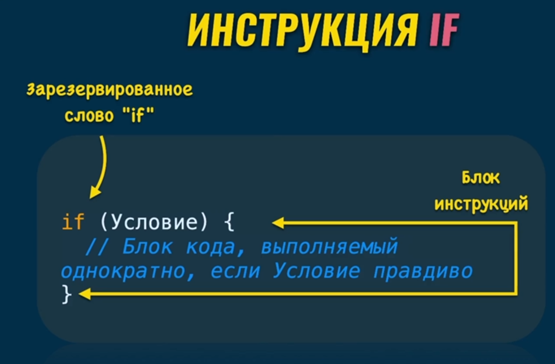 ИНСТРУКЦИЯ IF
Зарезервированное
слово "if"
Блок
инструкций
if (Условие) {
// Блок кода, выполняемый
однократно, если Условие правдиво
}